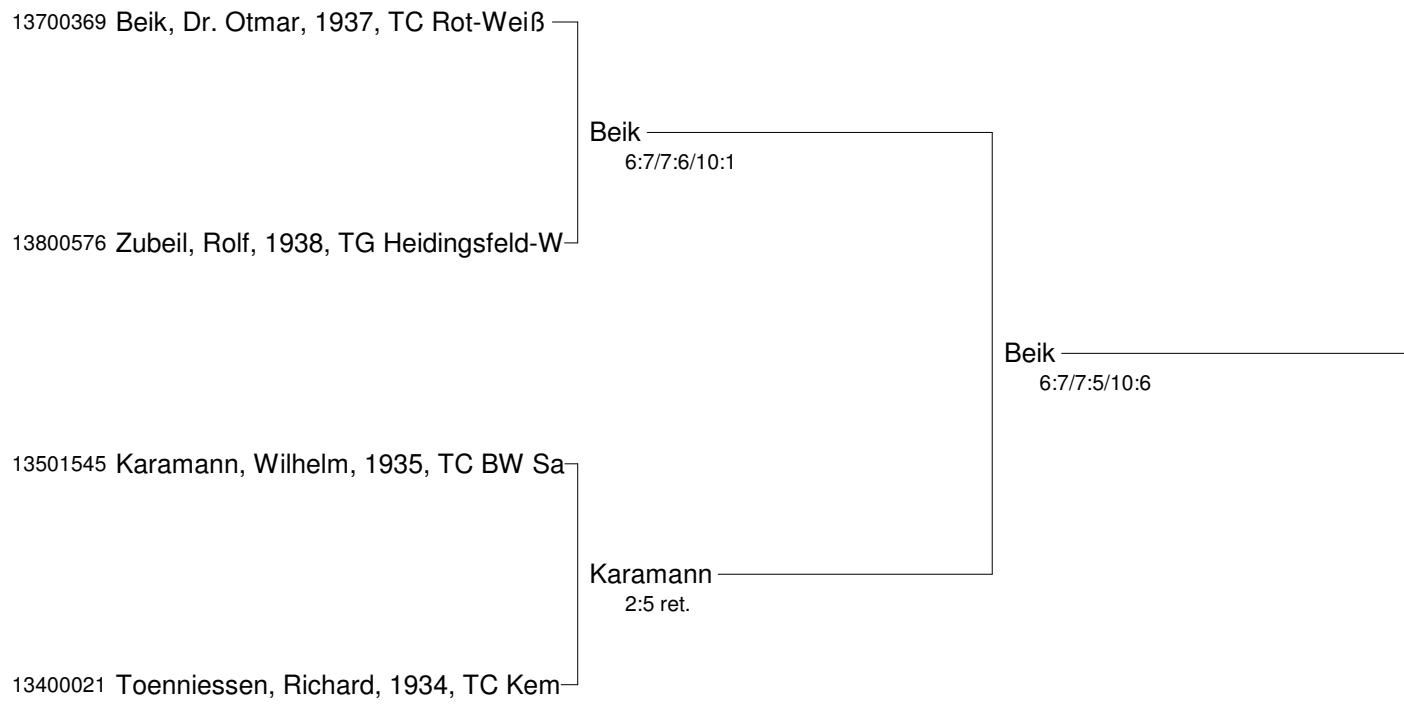 13700369 Beik, Dr. Otmar, 1937, TC Rot-Weiß
Beik
6:7/7:6/10:1
13800576 Zubeil, Rolf, 1938, TG Heidingsfeld-W
Beik
6:7/7:5/10:6
13501545 Karamann, Wilhelm, 1935, TC BW Sa
Karamann
2:5 ret.
13400021 Toenniessen, Richard, 1934, TC Kem